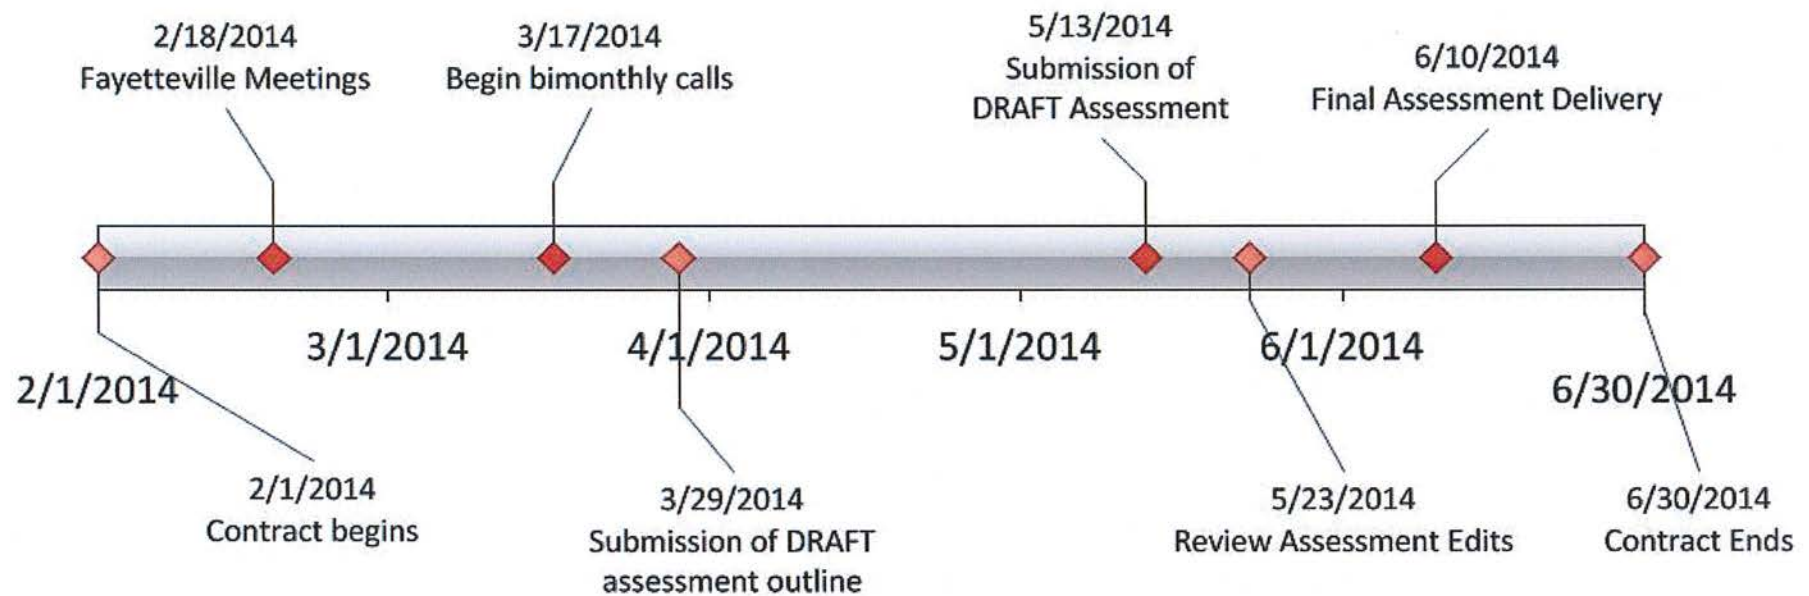 2/18/2014
Fayetteville Meetings
3/17/2014
Begin bimonthly calls
5/13/2014
Submission of
DRAFT Assessment
6/10/2014
Final Assessment Delivery
2/1/2014
3/1/2014
4/1/2014
5/1/2014
6/1/2014
6/30/2014
2/1/2014
Contract begins
3/29/2014
Submission of DRAFT
assessment outline
5/23/2014
Review Assessment Edits
6/30/2014
Contract Ends